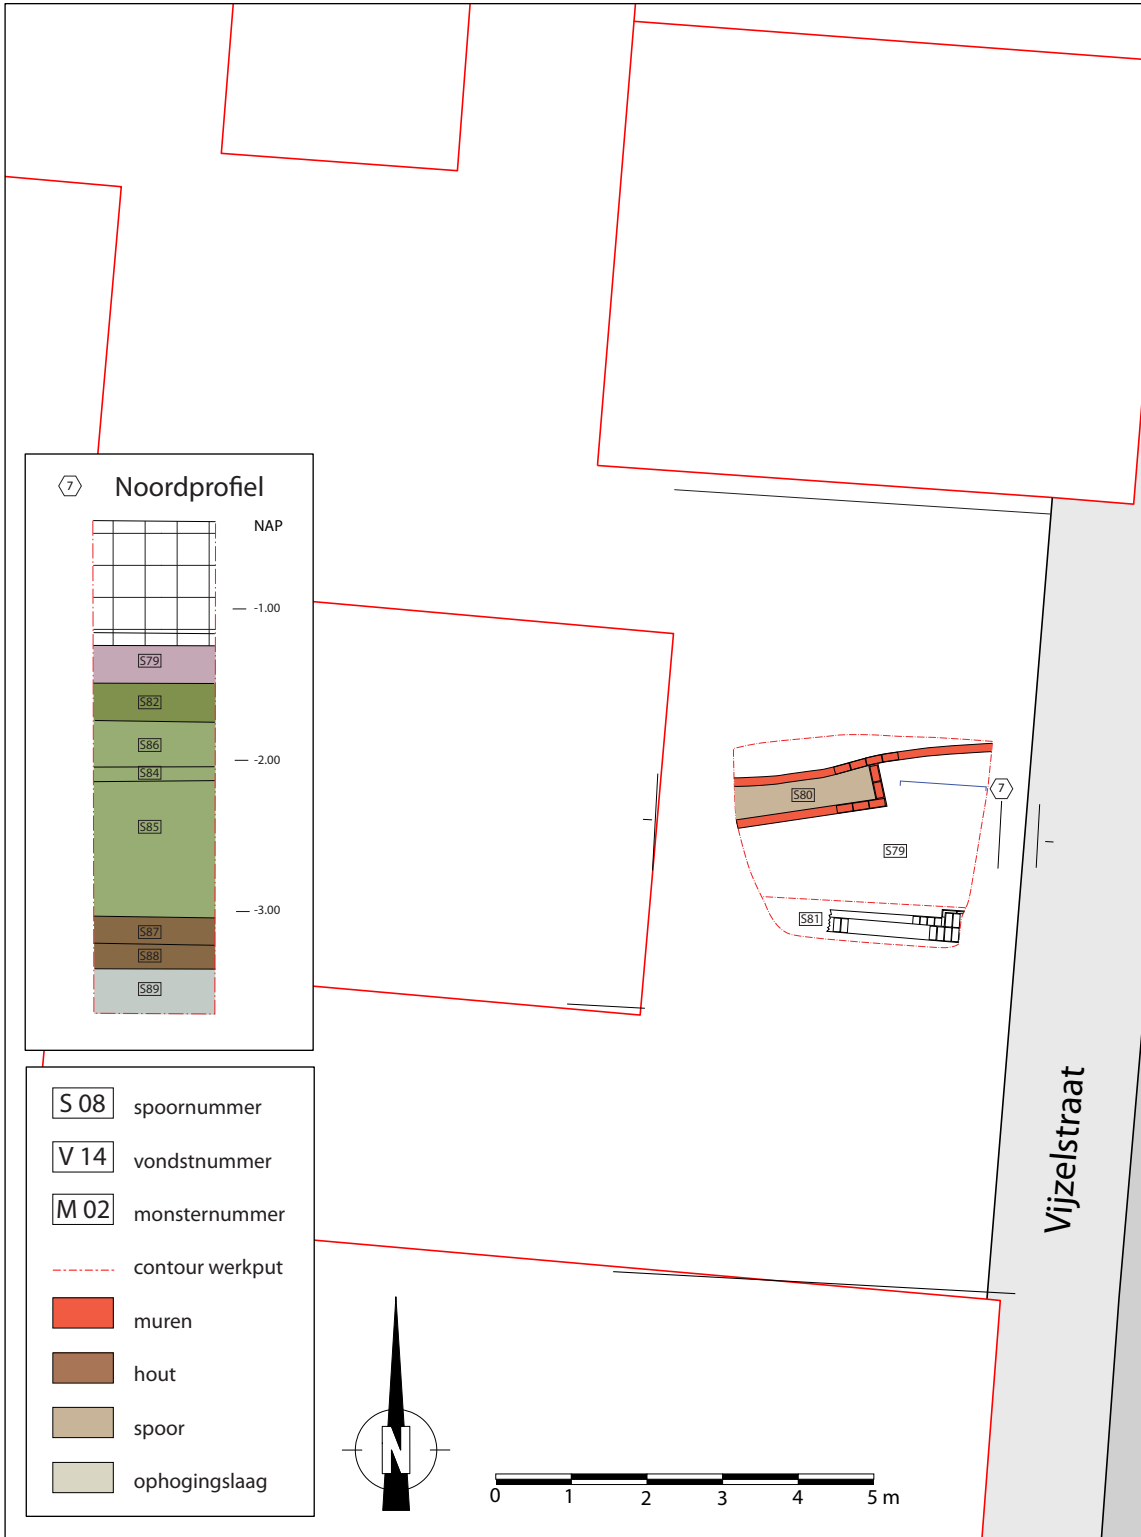 7 Noordprofiel
NAP
-1.00
S79
S82
S86
-2.00
S84
S85
-3.00
S87
S88
S89
S80
7
S79
S81
Vijzelstraat
S 08 spoornummer
V 14 vondstnummer
M 02 monsternummer
contour werkput
muren
hout
spoor
ophogingslaag
N
0 1 2 3 4 5 m